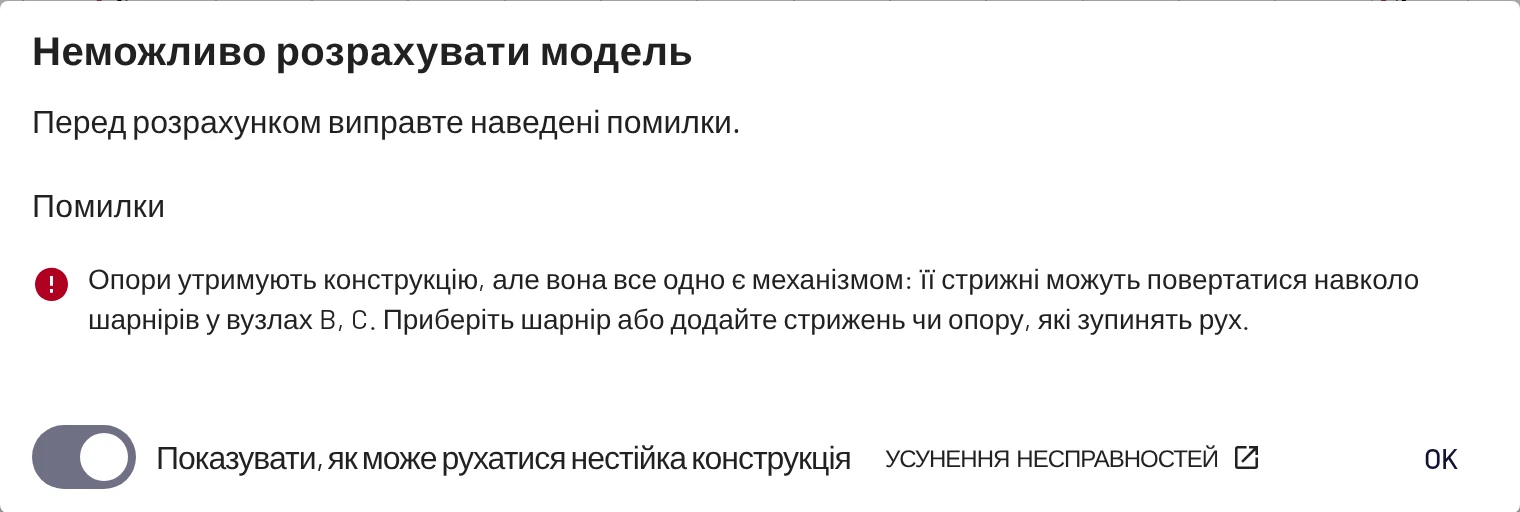 Неможливо розрахувати модель
Перед розрахунком виправте наведені помилки.
Помилки
Опори утримують конструкцію, але вона все одно є механізмом: її стрижні можуть повертатися навколо
шарнірів у вузлах B, C. Приберіть шарнір або додайте стрижень чи опору, які зупинять рух.
Показувати, як може рухатися нестійка конструкція УСУНЕННЯ НЕСПРАВНОСТЕЙ OK